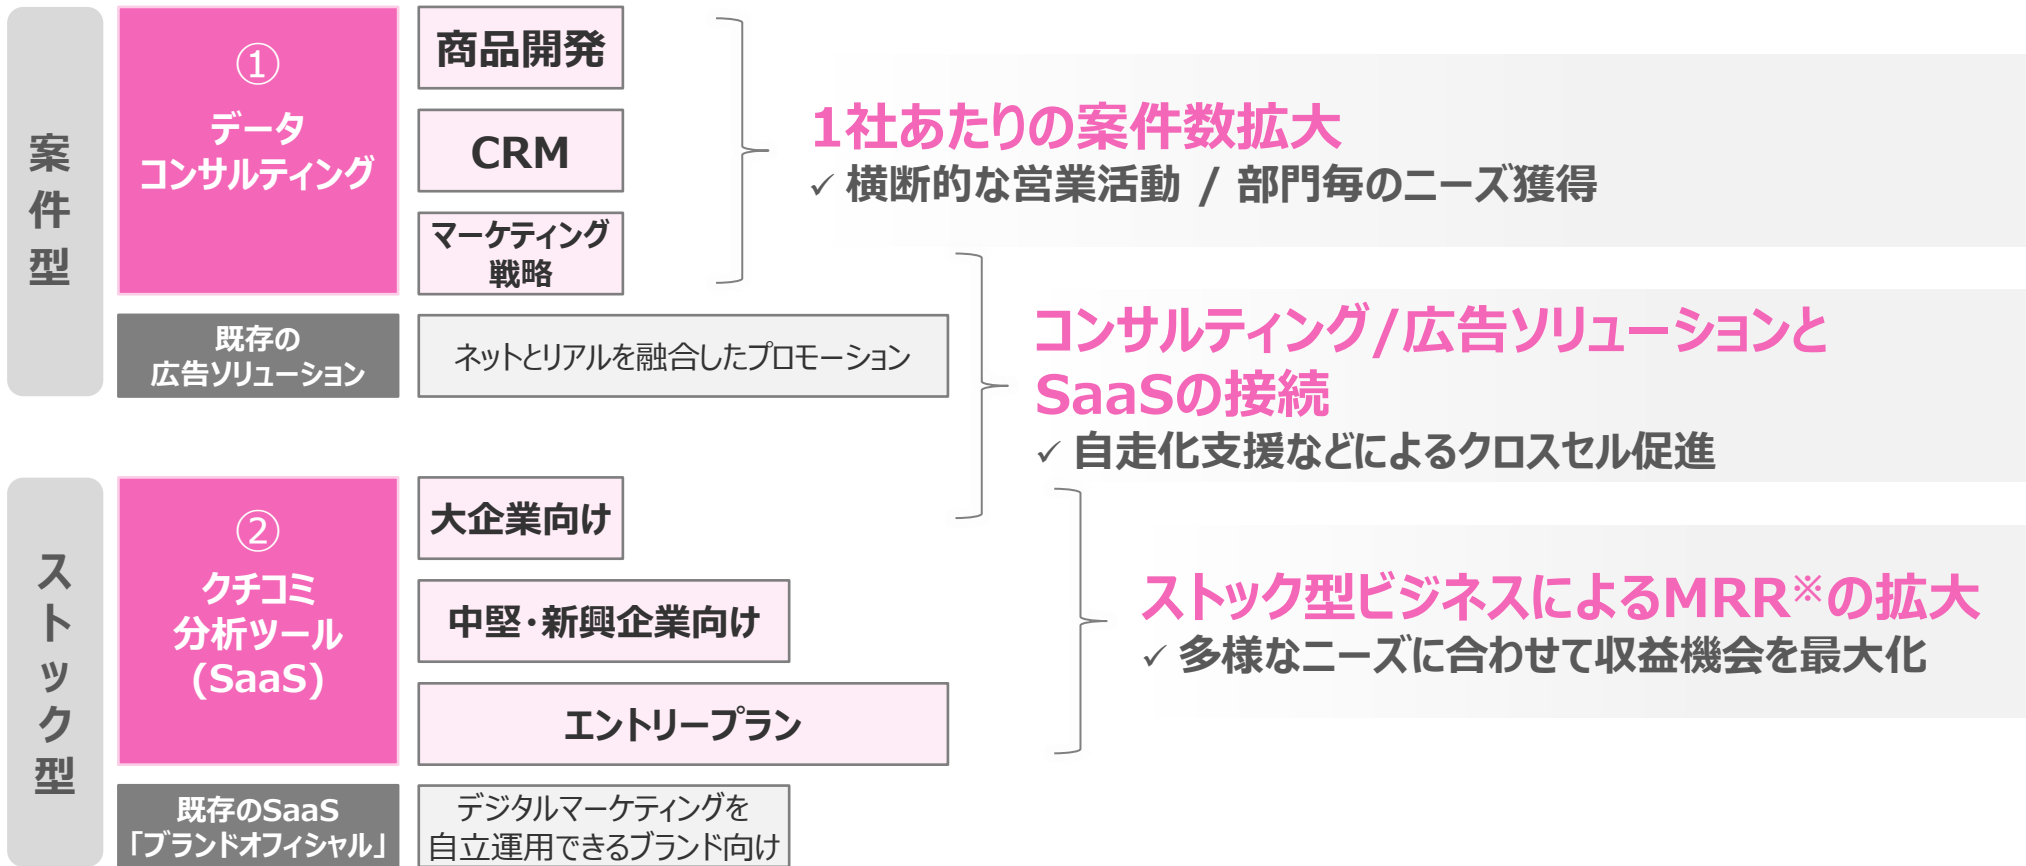 案件型
①
データ
コンサルティング
商品開発
CRM
マーケティング
戦略
1社あたりの案件数拡大
✓ 横断的な営業活動 / 部門毎のニーズ獲得
既存の
広告ソリューション
ネットとリアルを融合したプロモーション
コンサルティング/広告ソリューションと
SaaSの接続
✓ 自走化支援などによるクロスセル促進
ストック型
②
クチコミ
分析ツール
(SaaS)
大企業向け
中堅・新興企業向け
エントリープラン
ストック型ビジネスによるMRR※の拡大
✓ 多様なニーズに合わせて収益機会を最大化
既存のSaaS
「ブランドオフィシャル」
デジタルマーケティングを
自立運用できるブランド向け